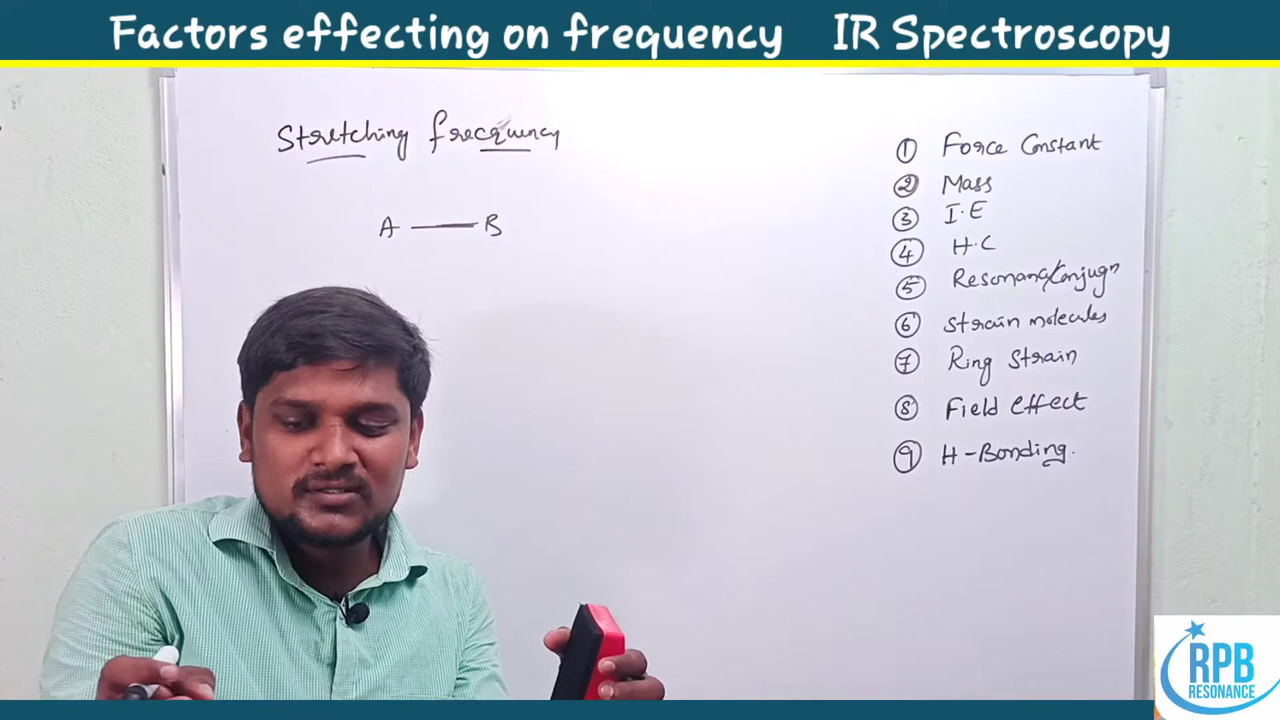 Factors effecting on frequency IR Spectroscopy
Stretching frequency
A — B
① Force Constant
② Mass
③ I.E
④ H.C
⑤ Resonanc/Conjugn
⑥ Strain molecules
⑦ Ring Strain
⑧ Field effect
⑨ H-Bonding.
RPB
RESONANCE